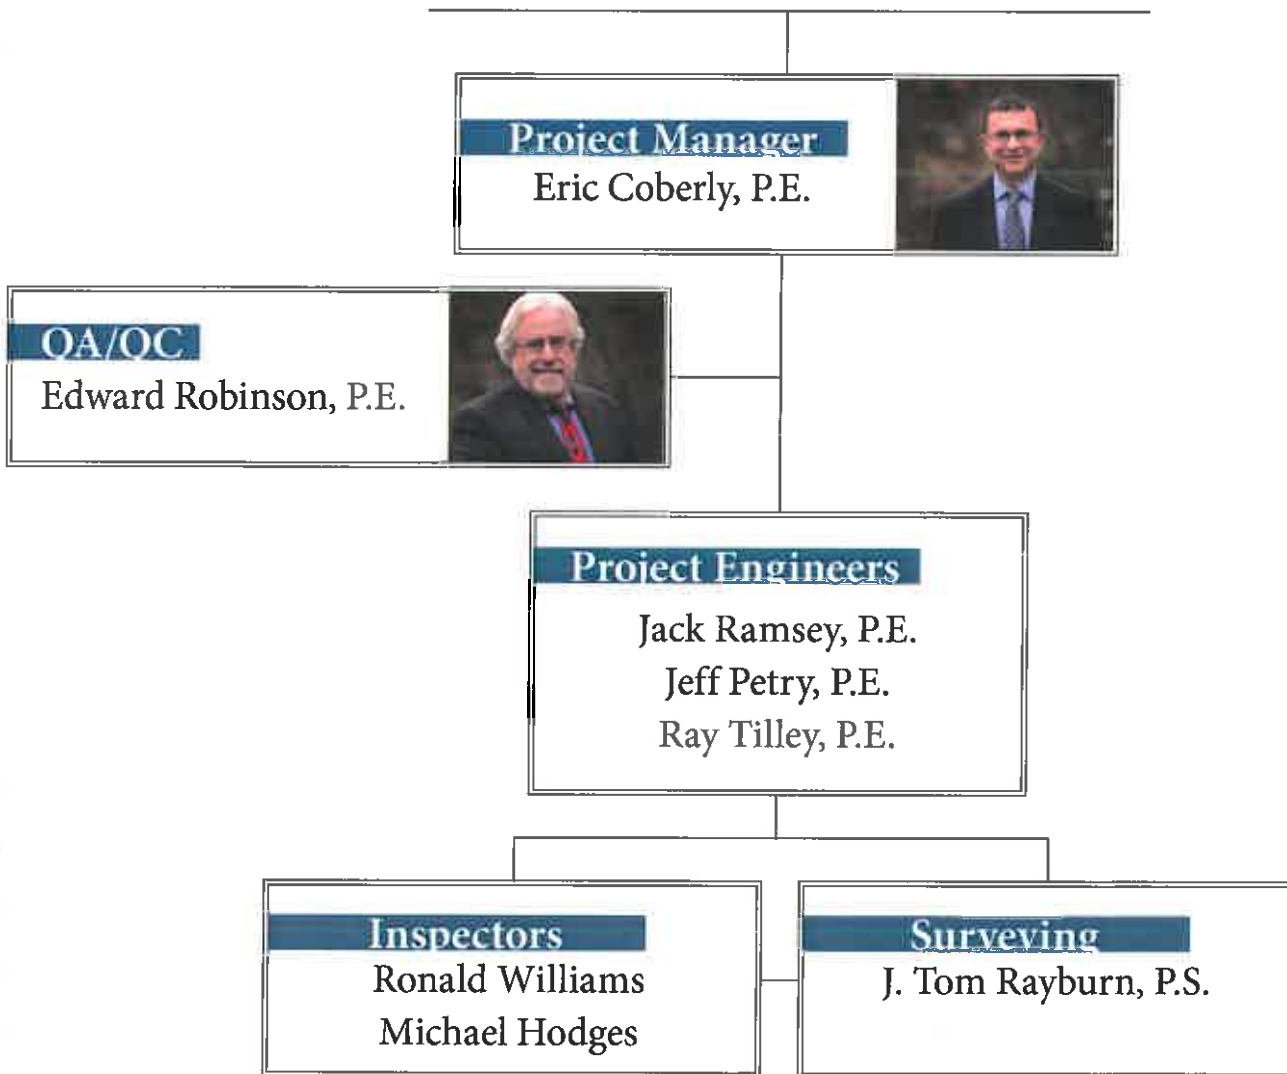 Project Manager
Eric Coberly, P.E.
QA/QC
Edward Robinson, P.E.
Project Engineers
Jack Ramsey, P.E.
Jeff Petry, P.E.
Ray Tilley, P.E.
Inspectors
Ronald Williams
Michael Hodges
Surveying
J. Tom Rayburn, P.S.